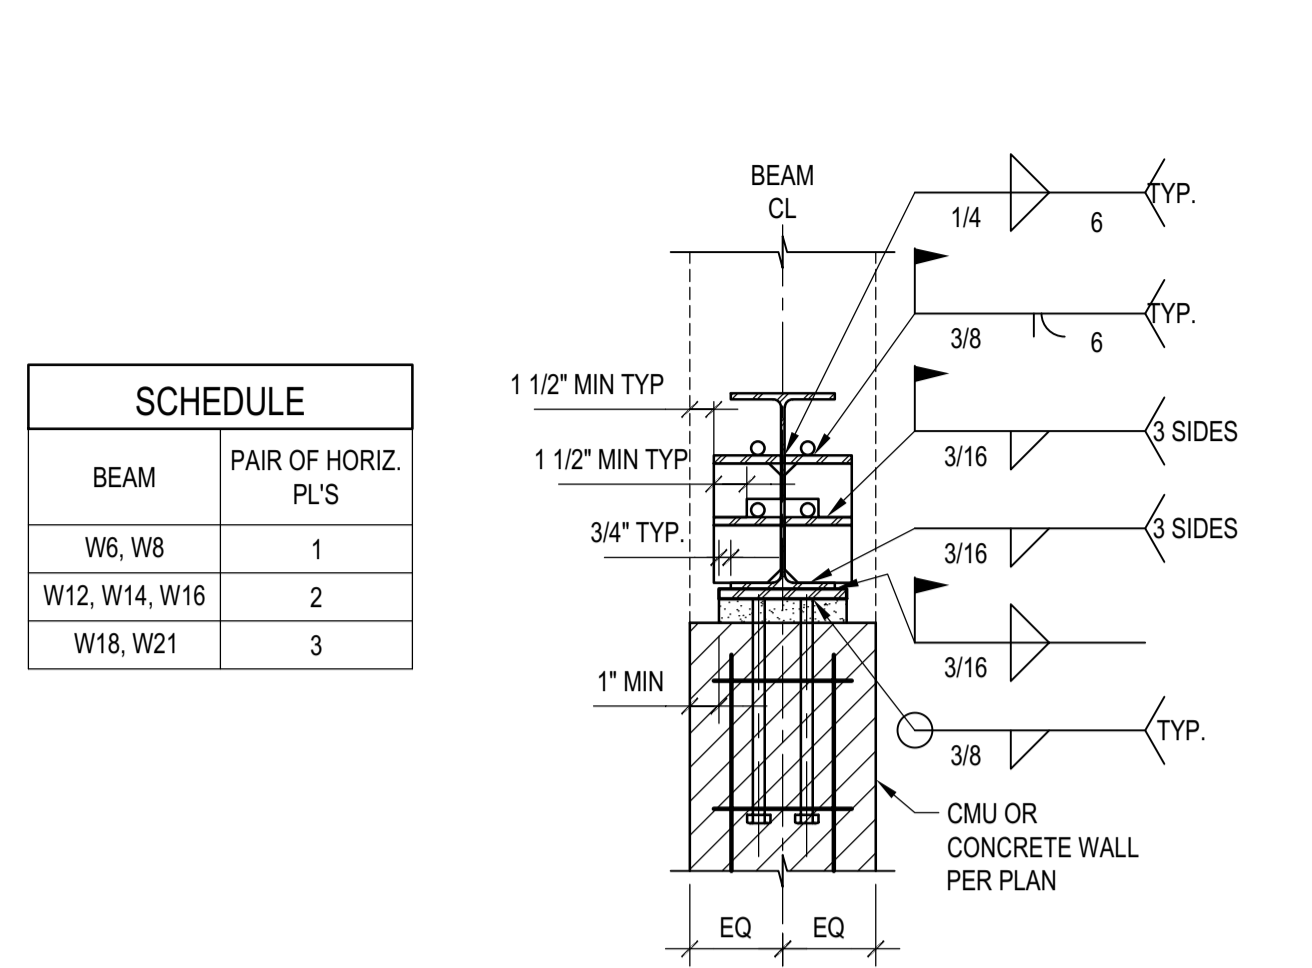 BEAM
CL
TYP.
1/4
6
TYP.
3/8
6
1 1/2" MIN TYP
3 SIDES
3/16
1 1/2" MIN TYP
3/4" TYP.
3 SIDES
3/16
3/16
1" MIN
TYP.
3/8
CMU OR
CONCRETE WALL
PER PLAN
EQ
EQ
SCHEDULE
BEAM
PAIR OF HORIZ.
PL'S
W6, W8
1
W12, W14, W16
2
W18, W21
3